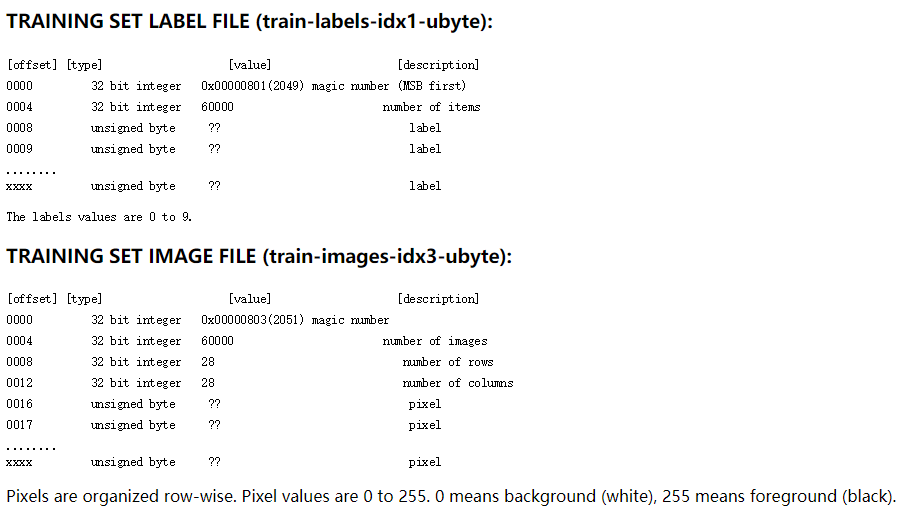 TRAINING SET LABEL FILE (train-labels-idx1-ubyte):
[offset] [type] [value] [description]
0000 32 bit integer 0x00000801(2049) magic number (MSB first)
0004 32 bit integer 60000 number of items
0008 unsigned byte ?? label
0009 unsigned byte ?? label
........
xxxx unsigned byte ?? label
The labels values are 0 to 9.
TRAINING SET IMAGE FILE (train-images-idx3-ubyte):
[offset] [type] [value] [description]
0000 32 bit integer 0x00000803(2051) magic number
0004 32 bit integer 60000 number of images
0008 32 bit integer 28 number of rows
0012 32 bit integer 28 number of columns
0016 unsigned byte ?? pixel
0017 unsigned byte ?? pixel
........
xxxx unsigned byte ?? pixel
Pixels are organized row-wise. Pixel values are 0 to 255. 0 means background (white), 255 means foreground (black).